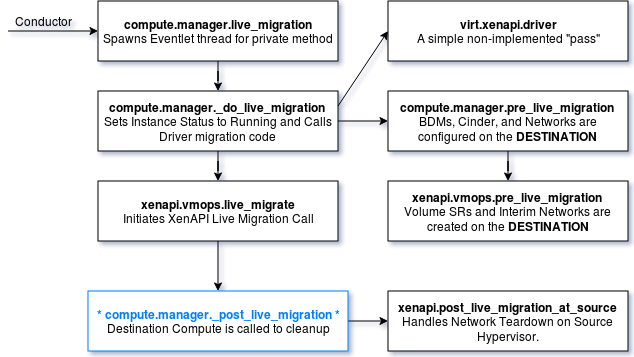 Conductor
compute.manager.live_migration
Spawns Eventlet thread for private method
virt.xenapi.driver
A simple non-implemented "pass"
compute.manager._do_live_migration
Sets Instance Status to Running and Calls
Driver migration code
compute.manager.pre_live_migration
BDMs, Cinder, and Networks are
configured on the DESTINATION
xenapi.vmops.live_migrate
Initiates XenAPI Live Migration Call
xenapi.vmops.pre_live_migration
Volume SRs and Interim Networks are
created on the DESTINATION
* compute.manager._post_live_migration *
Destination Compute is called to cleanup
xenapi.post_live_migration_at_source
Handles Network Teardown on Source
Hypervisor.